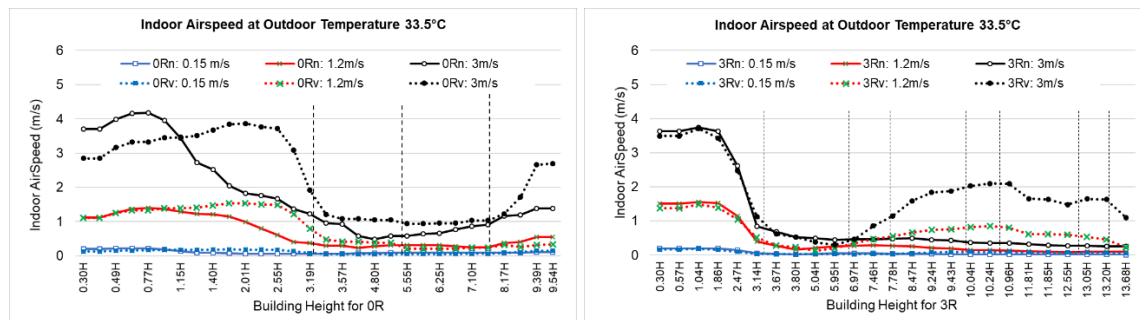 Indoor Airspeed at Outdoor Temperature 33.5°C
6
5
4
3
2
1
0
Indoor AirSpeed (m/s)
0Rn: 0.15 m/s
0Rn: 1.2m/s
0Rn: 3m/s
0Rv: 0.15 m/s
0Rv: 1.2m/s
0Rv: 3m/s
0.30H
0.49H
0.77H
1.15H
1.40H
2.01H
2.55H
3.19H
3.57H
4.80H
5.55H
6.65H
7.10H
8.17H
9.39H
9.54H
Building Height for 0R
Indoor Airspeed at Outdoor Temperature 33.5°C
6
5
4
3
2
1
0
Indoor AirSpeed (m/s)
3Rn: 0.15 m/s
3Rn: 1.2m/s
3Rn: 3m/s
3Rv: 0.15 m/s
3Rv: 1.2m/s
3Rv: 3m/s
0.30H
0.57H
1.04H
1.86H
2.47H
3.14H
3.67H
3.80H
5.04H
5.95H
6.97H
7.46H
7.78H
8.77H
9.24H
9.43H
10.04H
10.24H
10.96H
11.81H
11.85H
12.55H
13.05H
13.20H
13.68H
Building Height for 3R